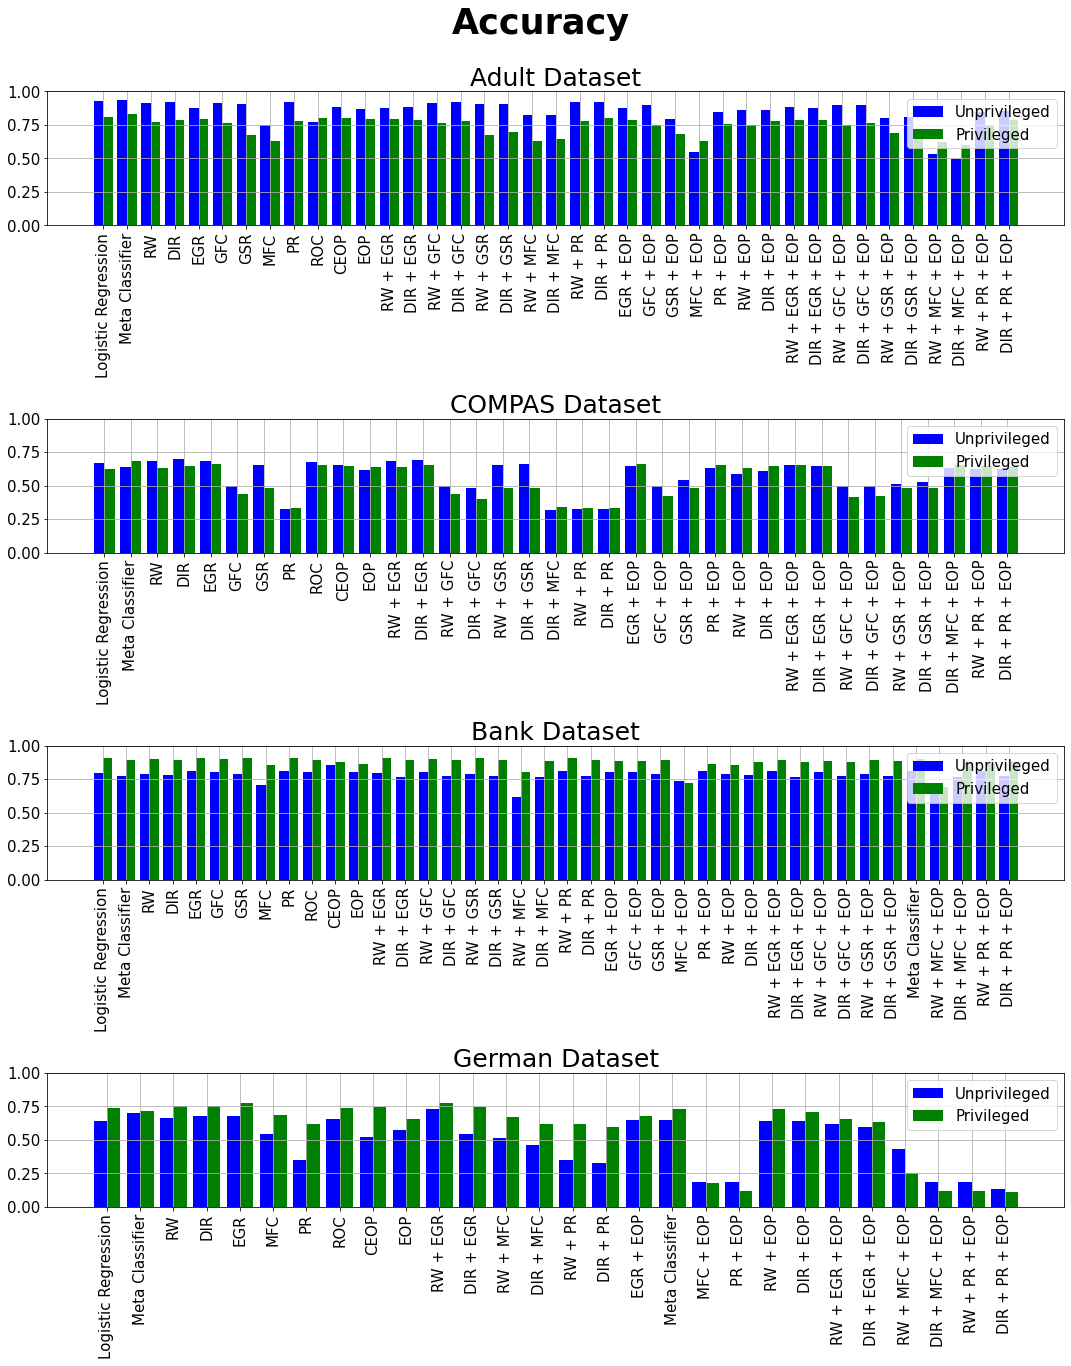 Accuracy
Adult Dataset
1.00
0.75
0.50
0.25
0.00
Unprivileged
Privileged
Logistic Regression
Meta Classifier
RW
DIR
EGR
GFC
GSR
MFC
PR
ROC
CEOP
EOP
RW + EGR
DIR + EGR
RW + GFC
DIR + GFC
RW + GSR
DIR + GSR
RW + MFC
DIR + MFC
RW + PR
DIR + PR
EGR + EOP
GFC + EOP
GSR + EOP
MFC + EOP
PR + EOP
RW + EOP
DIR + EOP
RW + EGR + EOP
DIR + EGR + EOP
RW + GFC + EOP
DIR + GFC + EOP
RW + GSR + EOP
DIR + GSR + EOP
RW + MFC + EOP
DIR + MFC + EOP
RW + PR + EOP
DIR + PR + EOP
COMPAS Dataset
1.00
0.75
0.50
0.25
0.00
Unprivileged
Privileged
Logistic Regression
Meta Classifier
RW
DIR
EGR
GFC
GSR
PR
ROC
CEOP
EOP
RW + EGR
DIR + EGR
RW + GFC
DIR + GFC
RW + GSR
DIR + GSR
DIR + MFC
RW + PR
DIR + PR
EGR + EOP
GFC + EOP
GSR + EOP
PR + EOP
RW + EOP
DIR + EOP
RW + EGR + EOP
DIR + EGR + EOP
RW + GFC + EOP
DIR + GFC + EOP
RW + GSR + EOP
DIR + GSR + EOP
DIR + MFC + EOP
RW + PR + EOP
DIR + PR + EOP
Bank Dataset
1.00
0.75
0.50
0.25
0.00
Unprivileged
Privileged
Logistic Regression
Meta Classifier
RW
DIR
EGR
GFC
GSR
MFC
PR
ROC
CEOP
EOP
RW + EGR
DIR + EGR
RW + GFC
DIR + GFC
RW + GSR
DIR + GSR
RW + MFC
DIR + MFC
RW + PR
DIR + PR
EGR + EOP
GFC + EOP
GSR + EOP
MFC + EOP
PR + EOP
RW + EOP
DIR + EOP
RW + EGR + EOP
DIR + EGR + EOP
RW + GFC + EOP
DIR + GFC + EOP
RW + GSR + EOP
DIR + GSR + EOP
Meta Classifier
RW + MFC + EOP
DIR + MFC + EOP
RW + PR + EOP
DIR + PR + EOP
German Dataset
1.00
0.75
0.50
0.25
0.00
Unprivileged
Privileged
Logistic Regression
Meta Classifier
RW
DIR
EGR
MFC
PR
ROC
CEOP
EOP
RW + EGR
DIR + EGR
RW + MFC
DIR + MFC
RW + PR
DIR + PR
EGR + EOP
Meta Classifier
MFC + EOP
PR + EOP
RW + EOP
DIR + EOP
RW + EGR + EOP
DIR + EGR + EOP
RW + MFC + EOP
DIR + MFC + EOP
RW + PR + EOP
DIR + PR + EOP